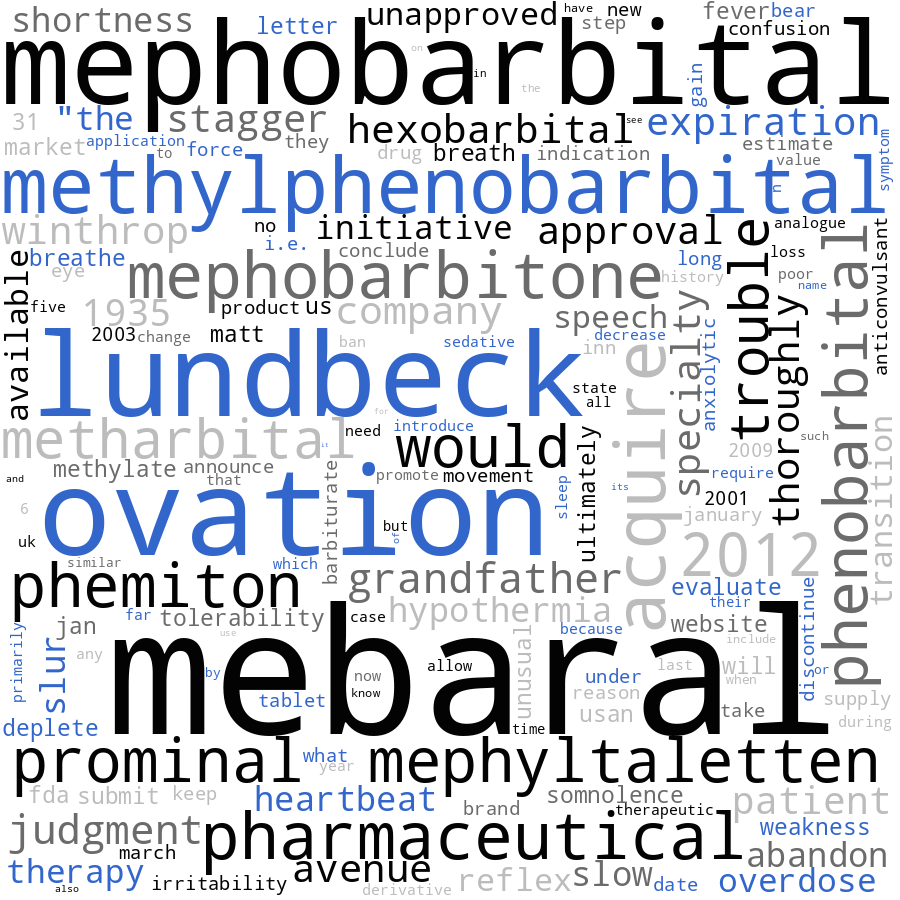 shortness letter unapproved have new step fever bear
mephobarbital on in the gain confusion
31 "the stagger hexobarbital see expiration
market application to force they drug breath indication estimate value symptom
methylphenobarbital n
winthrop no i.e. initiative approval analogue
breathe eye conclude long loss poor name history
mephobarbitone trouble phenobarbital anticonvulsant
available five 1935 product us company speech specialty thoroughly
2003 change matt ban sedative decrease inn anxiolytic
lundbeck state all acquire
for introduce
metharbital it need would 2009 such
and methylate announce that barbiturate promote movement ultimately its require transition
6 ovation sleep 2001 january
uk but of
similar which 2012
phemiton grandfather evaluate their discontinue
jan far tolerability case hypothermia website
primarily slur any use because include
mebaral by now know allow unusual last will when or
tablet under reason usan take supply during
deplete time
prominal what year mephyltaletten
fda submit keep heartbeat brand somnolence therapeutic patient
judgment march pharmaceutical weakness abandon
therapy also irritability avenue derivative reflex slow date overdose